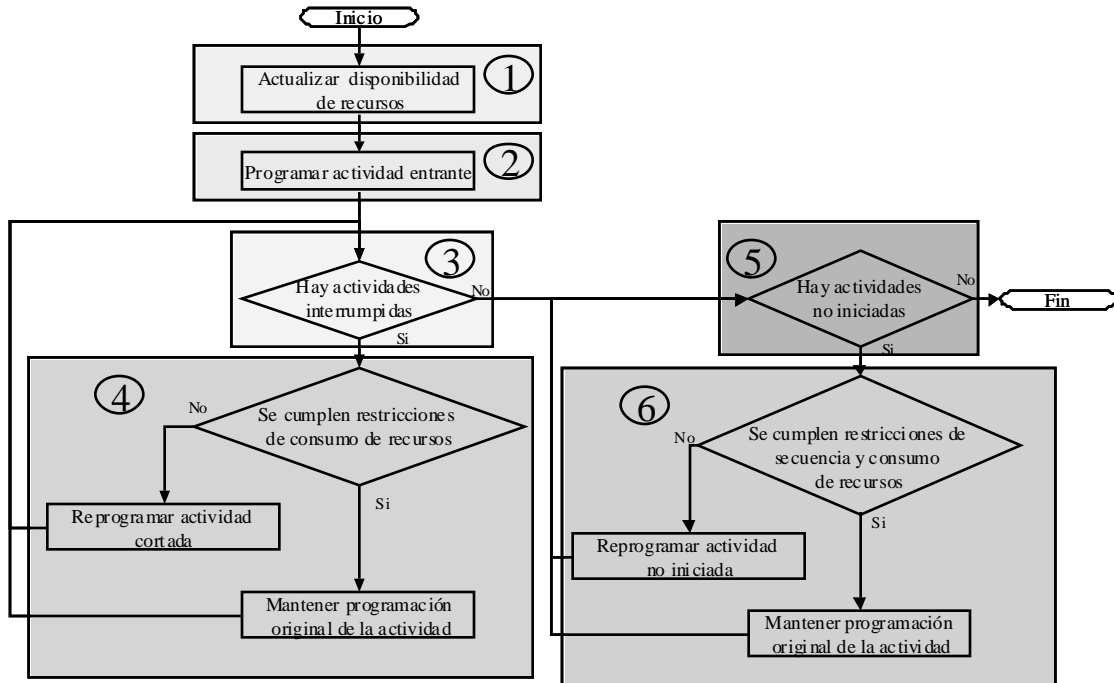 Inicio
1
Actualizar disponibilidad
de recursos
2
Programar actividad entrante
3
Hay actividades
interrumpidas
No
Si
5
Hay actividades
no iniciadas
No
Si
Fin
4
No
Se cumplen restricciones
de consumo de recursos
Si
Reprogramar actividad
cortada
Mantener programación
original de la actividad
6
No
Se cumplen restricciones de
secuencia y consumo
de recursos
Si
Reprogramar actividad
no iniciada
Mantener programación
original de la actividad